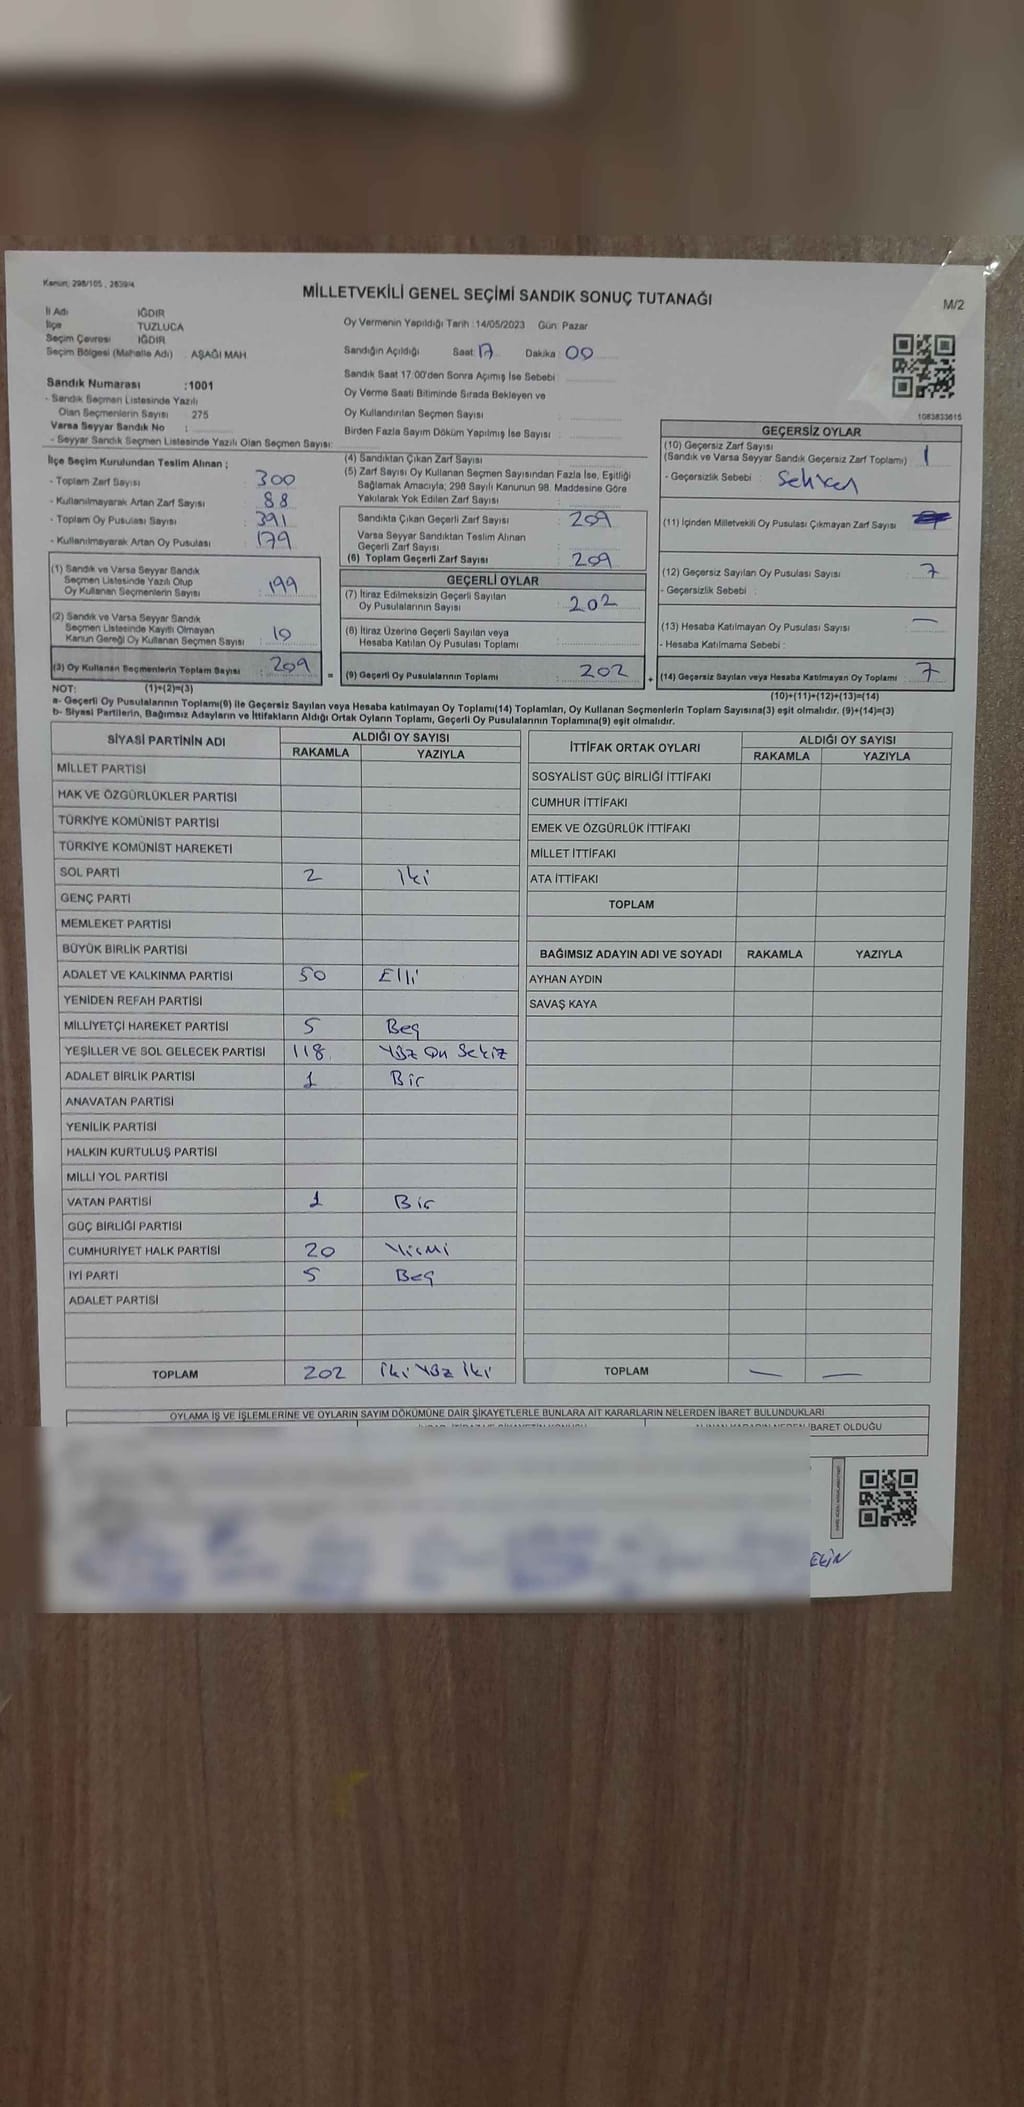 Kanun, 298/105 , 2839/4
MİLLETVEKİLİ GENEL SEÇİMİ SANDIK SONUÇ TUTANAĞI
M/2
İl Adı IĞDIR
İlçe TUZLUCA
Seçim Çevresi IĞDIR
Seçim Bölgesi (Mahalle Adı) : AŞAĞI MAH
Sandık Numarası :1001
- Sandık Seçmen Listesinde Yazılı
Olan Seçmenlerin Sayısı : 275
Varsa Seyyar Sandık No :
- Seyyar Sandık Seçmen Listesinde Yazılı Olan Seçmen Sayısı:
Oy Vermenin Yapıldığı Tarih :14/05/2023 Gün: Pazar
Sandığın Açıldığı Saat: 17 Dakika : 00
Sandık Saat 17:00'den Sonra Açımış İse Sebebi :
Oy Verme Saati Bitiminde Sırada Bekleyen ve
Oy Kullandırılan Seçmen Sayısı :
Birden Fazla Sayım Döküm Yapılmış İse Sayısı :
1083833615
İlçe Seçim Kurulundan Teslim Alınan ;
- Toplam Zarf Sayısı : 300
- Kullanılmayarak Artan Zarf Sayısı : 88
- Toplam Oy Pusulası Sayısı : 391
- Kullanılmayarak Artan Oy Pusulası : 179
(1) Sandık ve Varsa Seyyar Sandık
Seçmen Listesinde Yazılı Olup
Oy Kullanan Seçmenlerin Sayısı : 199
(2) Sandık ve Varsa Seyyar Sandık
Seçmen Listesinde Kayıtlı Olmayan
Kanun Gereği Oy Kullanan Seçmen Sayısı : 10
(3) Oy Kullanan Seçmenlerin Toplam Sayısı : 209
(4) Sandıktan Çıkan Zarf Sayısı
(5) Zarf Sayısı Oy Kullanan Seçmen Sayısından Fazla İse, Eşitliği
Sağlamak Amacıyla; 298 Sayılı Kanunun 98. Maddesine Göre
Yakılarak Yok Edilen Zarf Sayısı
Sandıkta Çıkan Geçerli Zarf Sayısı : 209
Varsa Seyyar Sandıktan Teslim Alınan
Geçerli Zarf Sayısı :
(6) Toplam Geçerli Zarf Sayısı : 209
GEÇERLİ OYLAR
(7) İtiraz Edilmeksizin Geçerli Sayılan
Oy Pusulalarının Sayısı : 202
(8) İtiraz Üzerine Geçerli Sayılan veya
Hesaba Katılan Oy Pusulası Toplamı :
= (9) Geçerli Oy Pusulalarının Toplamı : 202 +
GEÇERSİZ OYLAR
(10) Geçersiz Zarf Sayısı
(Sandık ve Varsa Seyyar Sandık Geçersiz Zarf Toplamı) : 1
- Geçersizlik Sebebi :
(11) İçinden Milletvekili Oy Pusulası Çıkmayan Zarf Sayısı :
(12) Geçersiz Sayılan Oy Pusulası Sayısı : 7
- Geçersizlik Sebebi :
(13) Hesaba Katılmayan Oy Pusulası Sayısı : —
- Hesaba Katılmama Sebebi :
(14) Geçersiz Sayılan veya Hesaba Katılmayan Oy Toplamı : 7
NOT: (1)+(2)=(3) (10)+(11)+(12)+(13)=(14)
a- Geçerli Oy Pusulalarının Toplamı(9) ile Geçersiz Sayılan veya Hesaba katılmayan Oy Toplamı(14) Toplamları, Oy Kullanan Seçmenlerin Toplam Sayısına(3) eşit olmalıdır. (9)+(14)=(3)
b- Siyasi Partilerin, Bağımsız Adayların ve İttifakların Aldığı Ortak Oyların Toplamı, Geçerli Oy Pusulalarının Toplamına(9) eşit olmalıdır.
SİYASİ PARTİNİN ADI ALDIĞI OY SAYISI
RAKAMLA YAZIYLA
MİLLET PARTİSİ
HAK VE ÖZGÜRLÜKLER PARTİSİ
TÜRKİYE KOMÜNİST PARTİSİ
TÜRKİYE KOMÜNİST HAREKETİ
SOL PARTİ 2 iki
GENÇ PARTİ
MEMLEKET PARTİSİ
BÜYÜK BİRLİK PARTİSİ
ADALET VE KALKINMA PARTİSİ 50 Elli
YENİDEN REFAH PARTİSİ
MİLLİYETÇİ HAREKET PARTİSİ 5 Beş
YEŞİLLER VE SOL GELECEK PARTİSİ 118 Yüz On Sekiz
ADALET BİRLİK PARTİSİ 1 Bir
ANAVATAN PARTİSİ
YENİLİK PARTİSİ
HALKIN KURTULUŞ PARTİSİ
MİLLİ YOL PARTİSİ
VATAN PARTİSİ 1 Bir
GÜÇ BİRLİĞİ PARTİSİ
CUMHURİYET HALK PARTİSİ 20 Yirmi
İYİ PARTİ 5 Beş
ADALET PARTİSİ
TOPLAM 202 iki Yüz iki
İTTİFAK ORTAK OYLARI ALDIĞI OY SAYISI
RAKAMLA YAZIYLA
SOSYALİST GÜÇ BİRLİĞİ İTTİFAKI
CUMHUR İTTİFAKI
EMEK VE ÖZGÜRLÜK İTTİFAKI
MİLLET İTTİFAKI
ATA İTTİFAKI
TOPLAM
BAĞIMSIZ ADAYIN ADI VE SOYADI RAKAMLA YAZIYLA
AYHAN AYDIN
SAVAŞ KAYA
TOPLAM — —
OYLAMA İŞ VE İŞLEMLERİNE VE OYLARIN SAYIM DÖKÜMÜNE DAİR ŞİKAYETLERLE BUNLARA AİT KARARLARIN NELERDEN İBARET BULUNDUKLARI
İBARET OLDUĞU